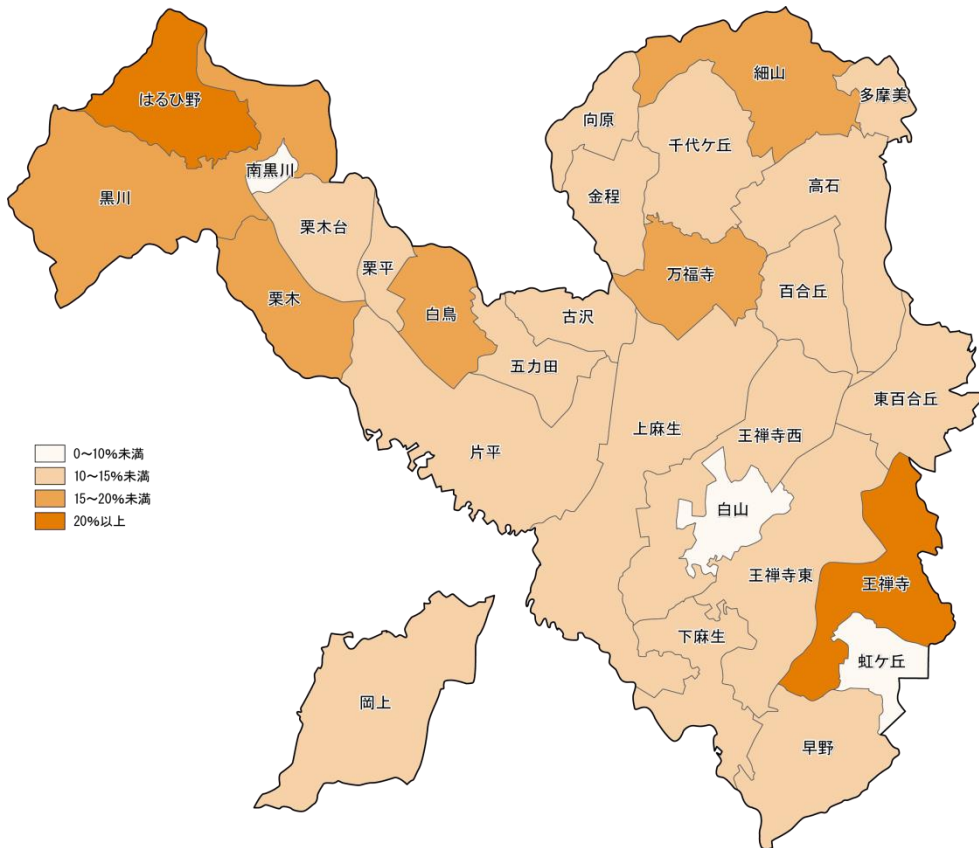 細山
多摩美
はるひ野
向原
千代ケ丘
南黒川
高石
黒川
金程
栗木台
栗平
万福寺
百合丘
栗木
白鳥
古沢
五力田
東百合丘
上麻生
王禅寺西
片平
0～10%未満
10～15%未満
15～20%未満
20%以上
白山
王禅寺東
王禅寺
下麻生
虹ケ丘
岡上
早野